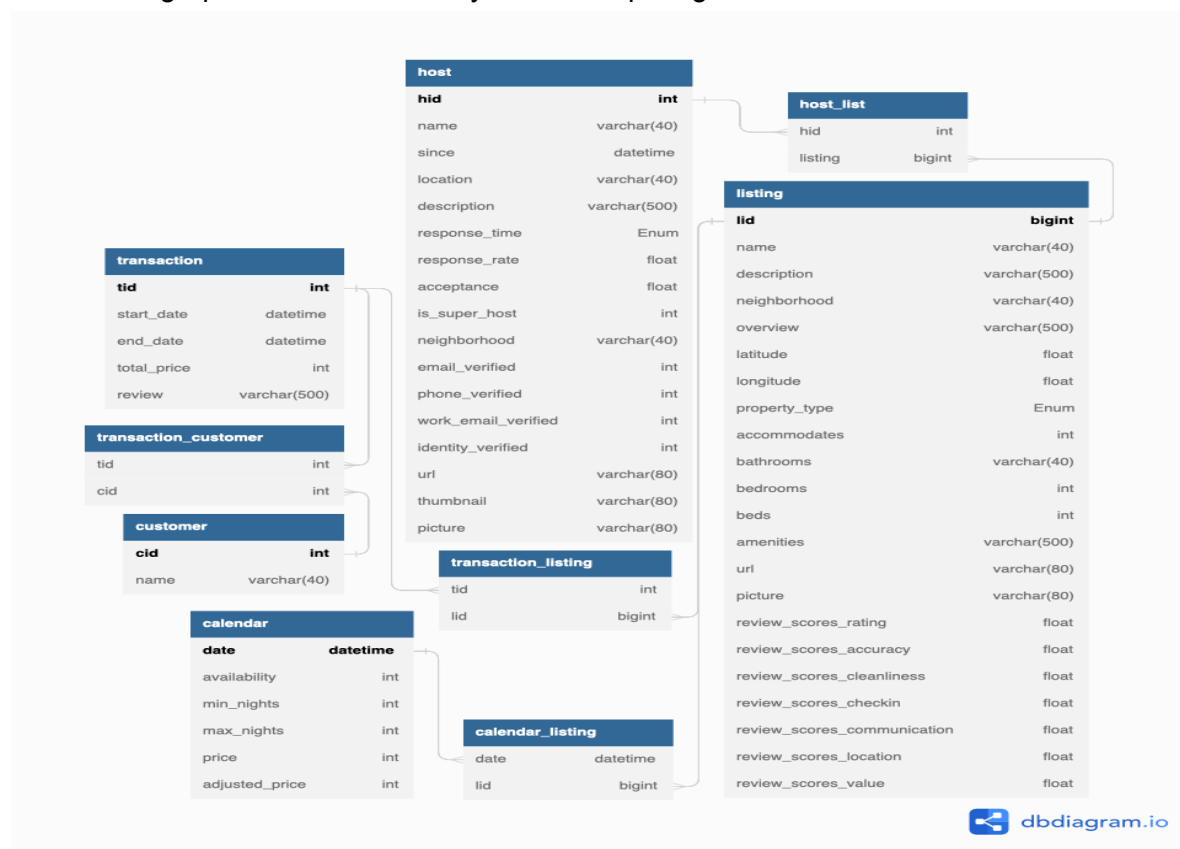 host
hid int
name varchar(40)
since datetime
location varchar(40)
description varchar(500)
response_time Enum
response_rate float
acceptance float
is_super_host int
neighborhood varchar(40)
email_verified int
phone_verified int
work_email_verified int
identity_verified int
url varchar(80)
thumbnail varchar(80)
picture varchar(80)
host_list
hid int
listing bigint
listing
lid bigint
name varchar(40)
description varchar(500)
neighborhood varchar(40)
overview varchar(500)
latitude float
longitude float
property_type Enum
accommodates int
bathrooms varchar(40)
bedrooms int
beds int
amenities varchar(500)
url varchar(80)
picture varchar(80)
review_scores_rating float
review_scores_accuracy float
review_scores_cleanliness float
review_scores_checkin float
review_scores_communication float
review_scores_location float
review_scores_value float
transaction
tid int
start_date datetime
end_date datetime
total_price int
review varchar(500)
transaction_customer
tid int
cid int
customer
cid int
name varchar(40)
transaction_listing
tid int
lid bigint
calendar
date datetime
availability int
min_nights int
max_nights int
price int
adjusted_price int
calendar_listing
date datetime
lid bigint
dbdiagram.io